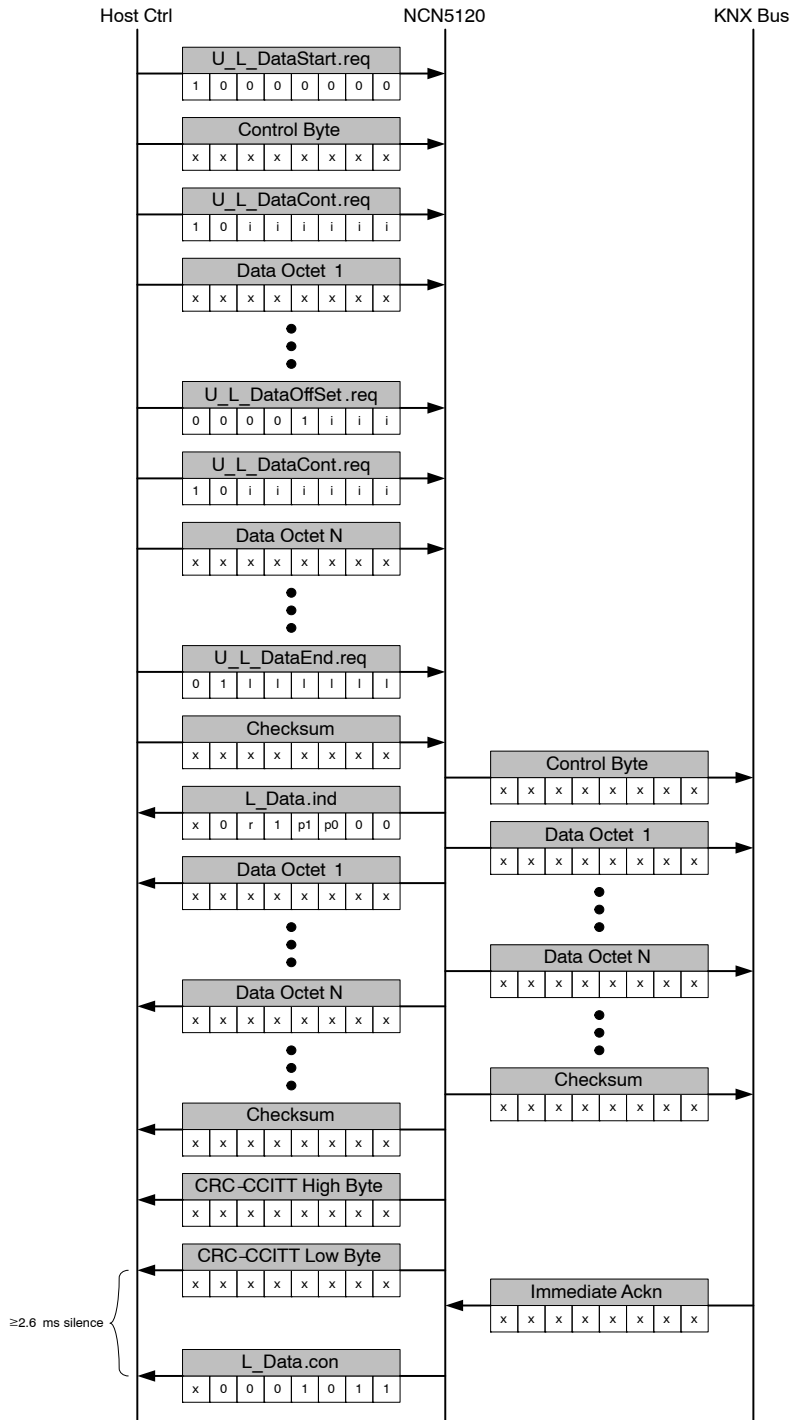 Host Ctrl NCN5120 KNX Bus
U_L_DataStart.req
1 0 0 0 0 0 0 0
Control Byte
x x x x x x x x
U_L_DataCont.req
1 0 i i i i i i
Data Octet 1
x x x x x x x x
U_L_DataOffSet.req
0 0 0 0 1 i i i
U_L_DataCont.req
1 0 i i i i i i
Data Octet N
x x x x x x x x
U_L_DataEnd.req
0 1 l l l l l l
Checksum
x x x x x x x x
Control Byte
x x x x x x x x
L_Data.ind
x 0 r 1 p1 p0 0 0
Data Octet 1
x x x x x x x x
Data Octet 1
x x x x x x x x
Data Octet N
x x x x x x x x
Data Octet N
x x x x x x x x
Checksum
x x x x x x x x
Checksum
x x x x x x x x
CRC-CCITT High Byte
x x x x x x x x
CRC-CCITT Low Byte
x x x x x x x x
Immediate Ackn
x x x x x x x x
≥2.6 ms silence
L_Data.con
x 0 0 0 1 0 1 1